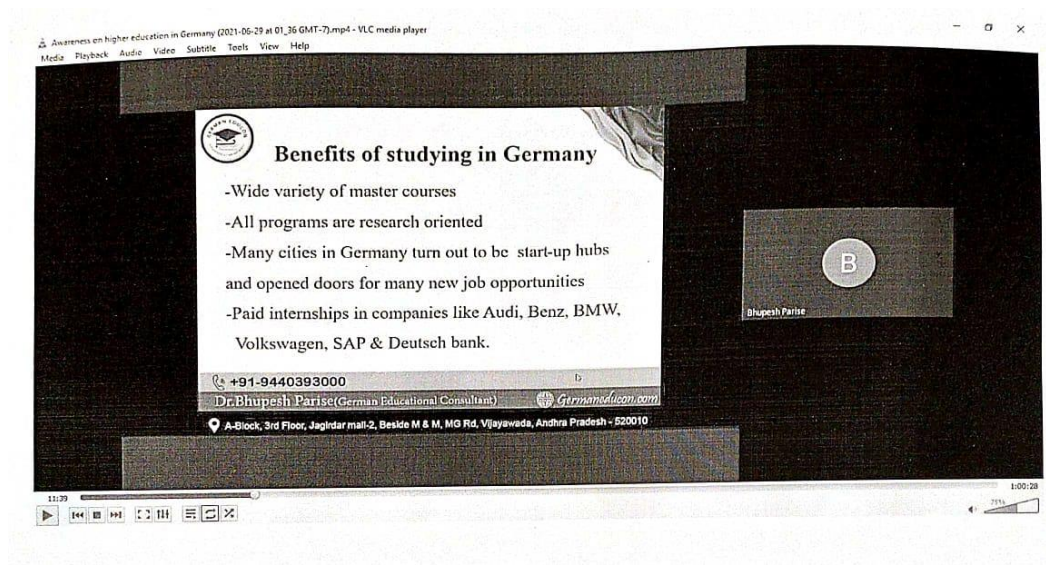 Awareness on higher education in Germany (2021-06-29 at 01_36 GMT-7).mp4 - VLC media player
Media Playback Audio Video Subtitle Tools View Help
Benefits of studying in Germany
-Wide variety of master courses
-All programs are research oriented
-Many cities in Germany turn out to be start-up hubs
and opened doors for many new job opportunities
-Paid internships in companies like Audi, Benz, BMW,
Volkswagen, SAP & Deutsch bank.
+91-9440393000
Dr.Bhupesh Parise(German Educational Consultant) Germaneducon.com
A-Block, 3rd Floor, Jagirdar mall-2, Beside M & M, MG Rd, Vijayawada, Andhra Pradesh - 520010
B
Bhupesh Parise
11:39 1:00:28